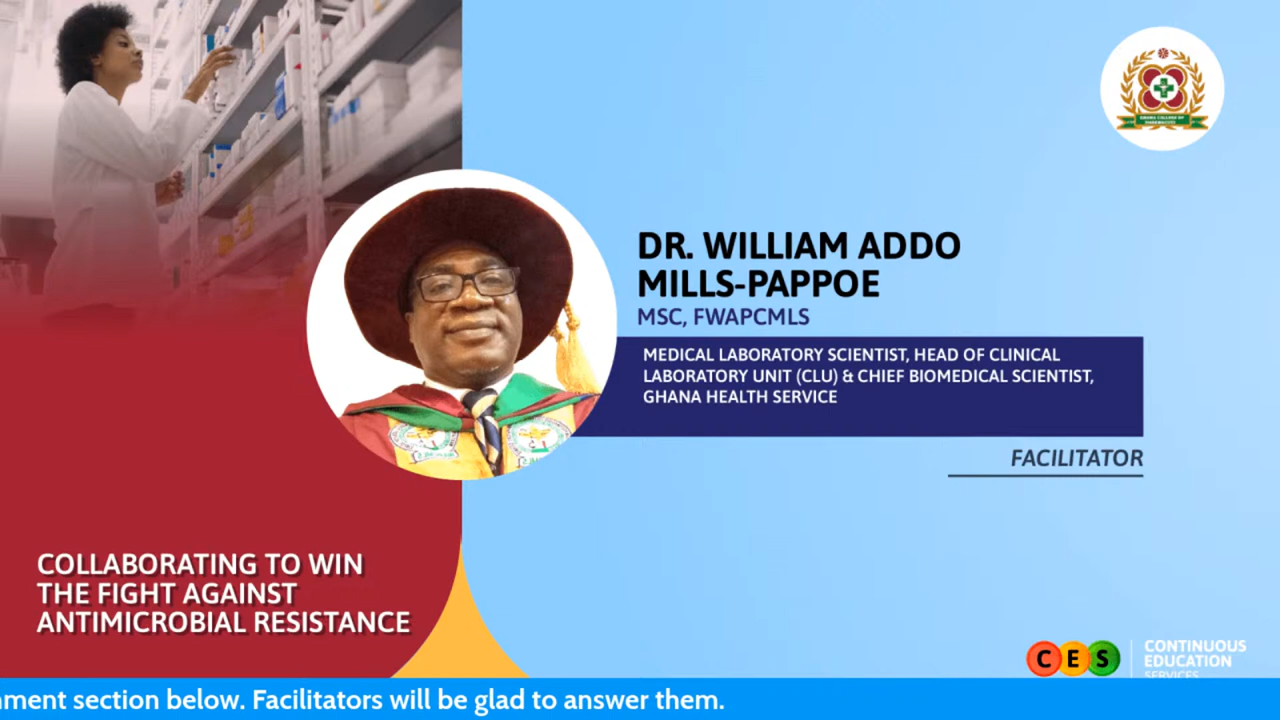 DR. WILLIAM ADDO
MILLS-PAPPOE
MSC, FWAPCMLS
MEDICAL LABORATORY SCIENTIST, HEAD OF CLINICAL
LABORATORY UNIT (CLU) & CHIEF BIOMEDICAL SCIENTIST,
GHANA HEALTH SERVICE
FACILITATOR
COLLABORATING TO WIN
THE FIGHT AGAINST
ANTIMICROBIAL RESISTANCE
CES
CONTINUOUS
EDUCATION
SERVICES
section below. Facilitators will be glad to answer them.